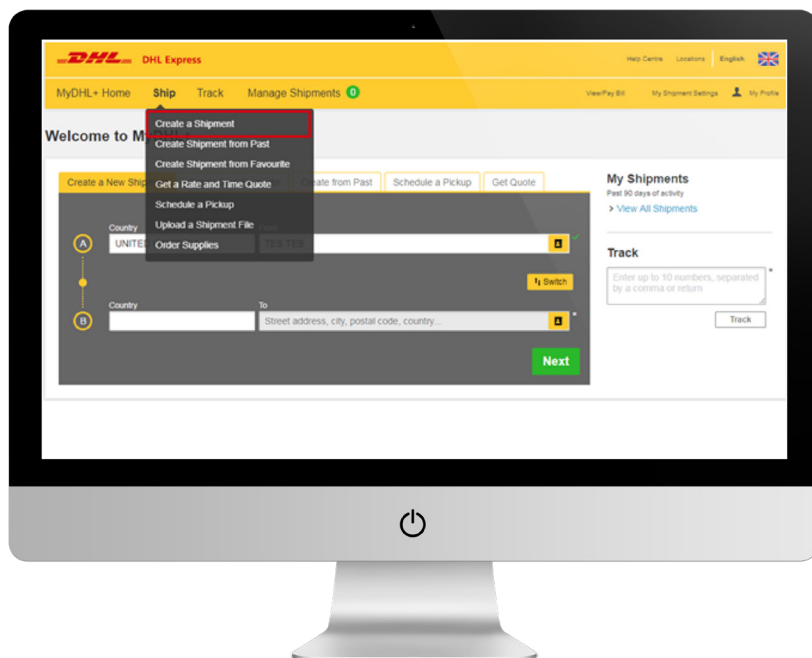 DHL DHL Express
Help Centre Locations English
MyDHL+ Home Ship Track Manage Shipments 0
View/Pay Bill My Shipment Settings My Profile
Create a Shipment
Welcome to M
Create Shipment from Past
Create Shipment from Favourite
Create a New Ship
Get a Rate and Time Quote
eate from Past Schedule a Pickup Get Quote
Schedule a Pickup
Upload a Shipment File
Order Supplies
Country
A UNITE
Switch
Country To
B Street address, city, postal code, country... *
Next
My Shipments
Past 90 days of activity
> View All Shipments
Track
Enter up to 10 numbers, separated *
by a comma or return
Track